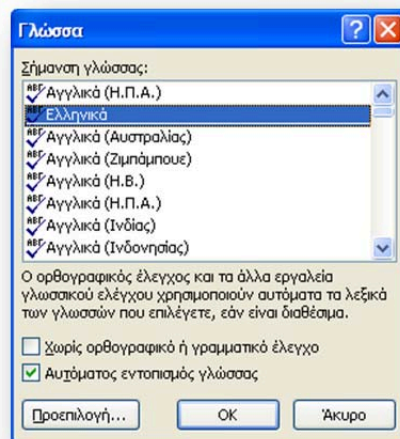 Γλώσσα
Σήμανση γλώσσας:
Αγγλικά (Η.Π.Α.)
Ελληνικά
Αγγλικά (Αυστραλίας)
Αγγλικά (Ζιμπάμπουε)
Αγγλικά (Η.Β.)
Αγγλικά (Η.Π.Α.)
Αγγλικά (Ινδίας)
Αγγλικά (Ινδονησίας)
Ο ορθογραφικός έλεγχος και τα άλλα εργαλεία
γλωσσικού ελέγχου χρησιμοποιούν αυτόματα τα λεξικά
των γλωσσών που επιλέγετε, εάν είναι διαθέσιμα.
Χωρίς ορθογραφικό ή γραμματικό έλεγχο
Αυτόματος εντοπισμός γλώσσας
Προεπιλογή... OK Άκυρο